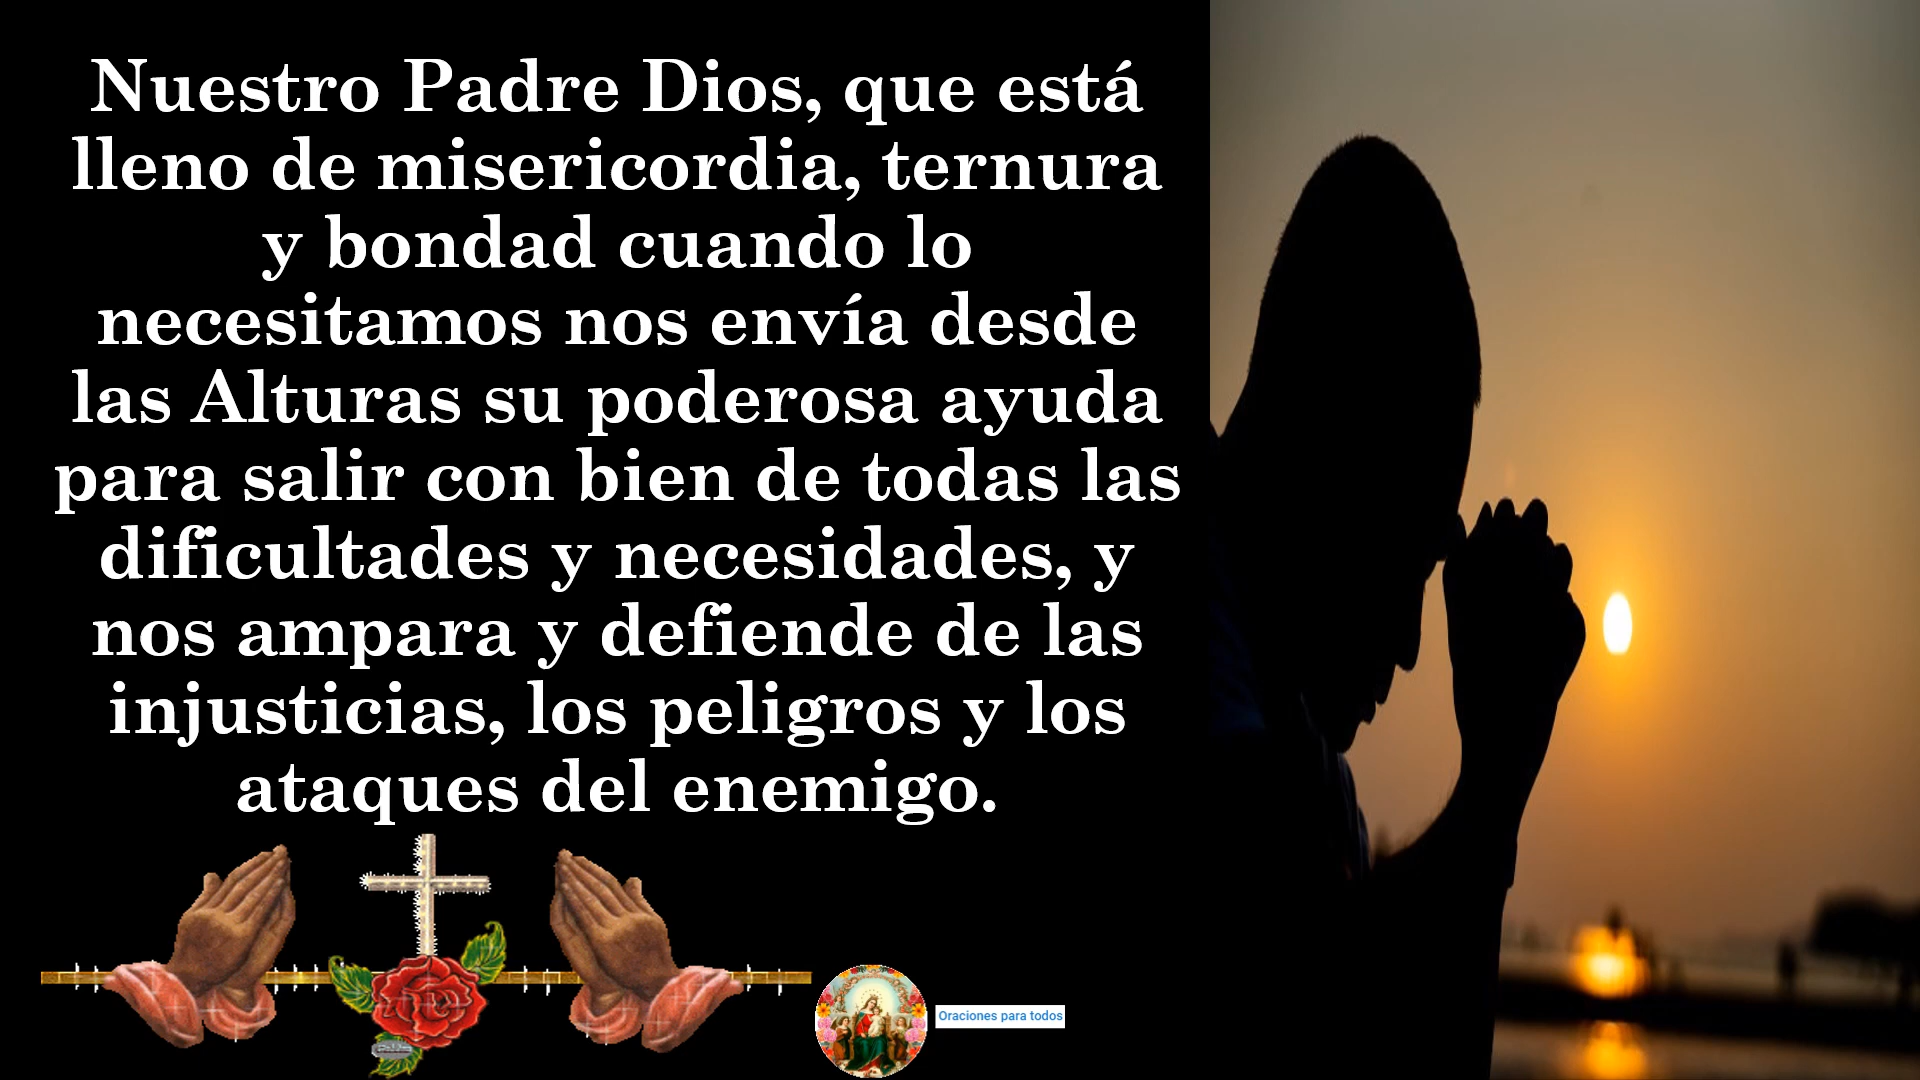 Nuestro Padre Dios, que está
lleno de misericordia, ternura
y bondad cuando lo
necesitamos nos envía desde
las Alturas su poderosa ayuda
para salir con bien de todas las
dificultades y necesidades, y
nos ampara y defiende de las
injusticias, los peligros y los
ataques del enemigo.
Oraciones para todos